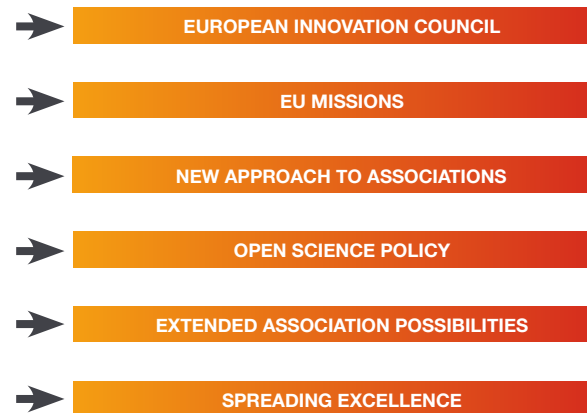 EUROPEAN INNOVATION COUNCIL
EU MISSIONS
NEW APPROACH TO ASSOCIATIONS
OPEN SCIENCE POLICY
EXTENDED ASSOCIATION POSSIBILITIES
SPREADING EXCELLENCE